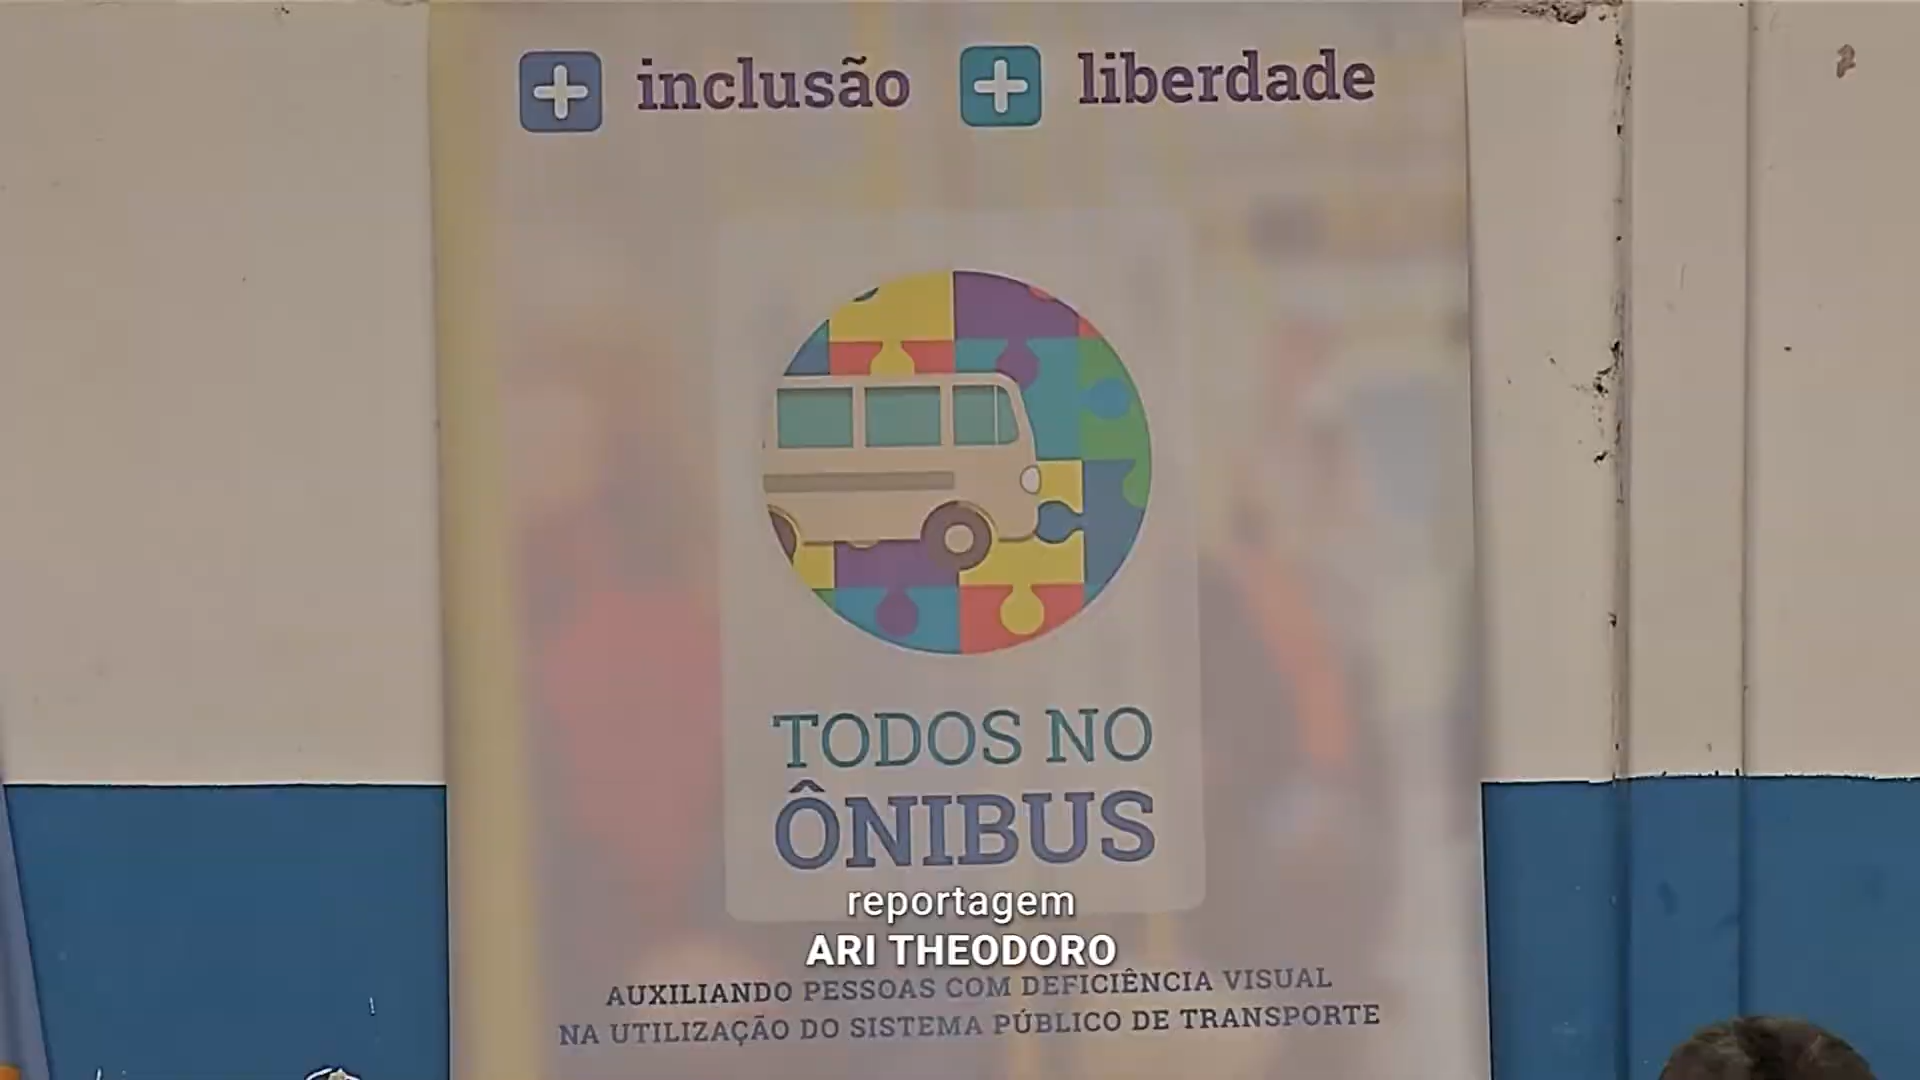 + inclusão + liberdade
TODOS NO
ÔNIBUS
reportagem
ARI THEODORO
AUXILIANDO PESSOAS COM DEFICIÊNCIA VISUAL
NA UTILIZAÇÃO DO SISTEMA PÚBLICO DE TRANSPORTE